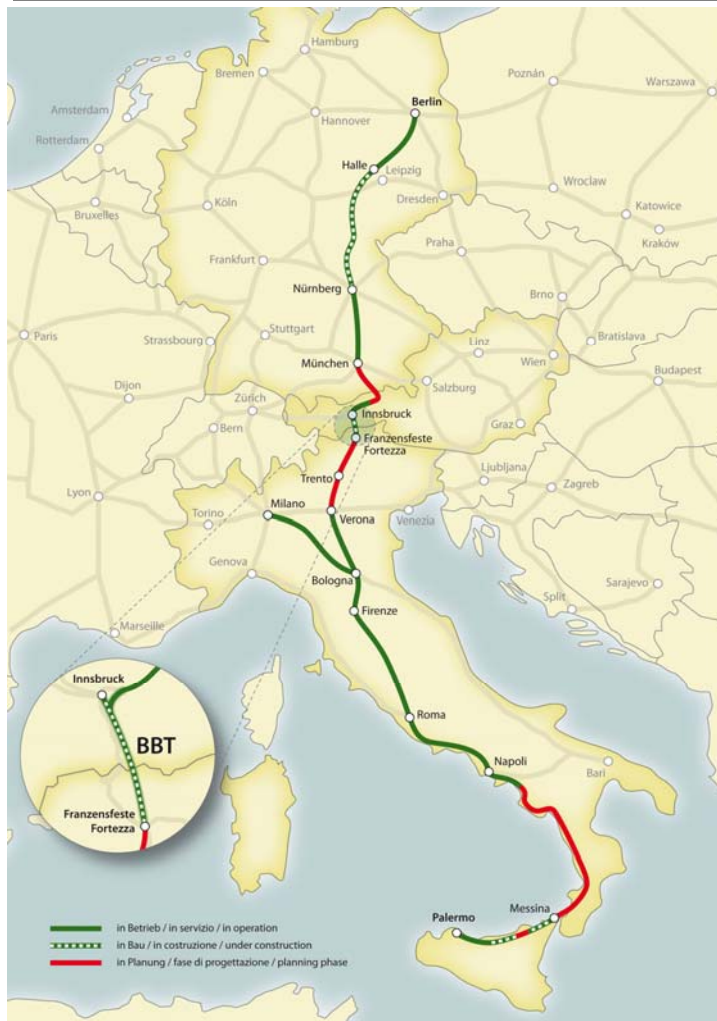 Hamburg
Bremen
Poznán
Warszawa
Amsterdam
Berlin
Hannover
Rotterdam
Halle
Leipzig
Dresden
Wroclaw
Bruxelles
Köln
Katowice
Kraków
Praha
Frankfurt
Nürnberg
Brno
Paris
Strassbourg
Stuttgart
Linz
Wien
Bratislava
München
Budapest
Dijon
Zürich
Salzburg
Innsbruck
Bern
Graz
Franzensfeste
Fortezza
Ljubljana
Trento
Zagreb
Lyon
Milano
Torino
Verona
Venezia
Genova
Bologna
Sarajevo
Split
Firenze
Marseille
Innsbruck
BBT
Roma
Napoli
Bari
Franzensfeste
Fortezza
Messina
Palermo
in Betrieb / in servizio / in operation
in Bau / in costruzione / under construction
in Planung / fase di progettazione / planning phase